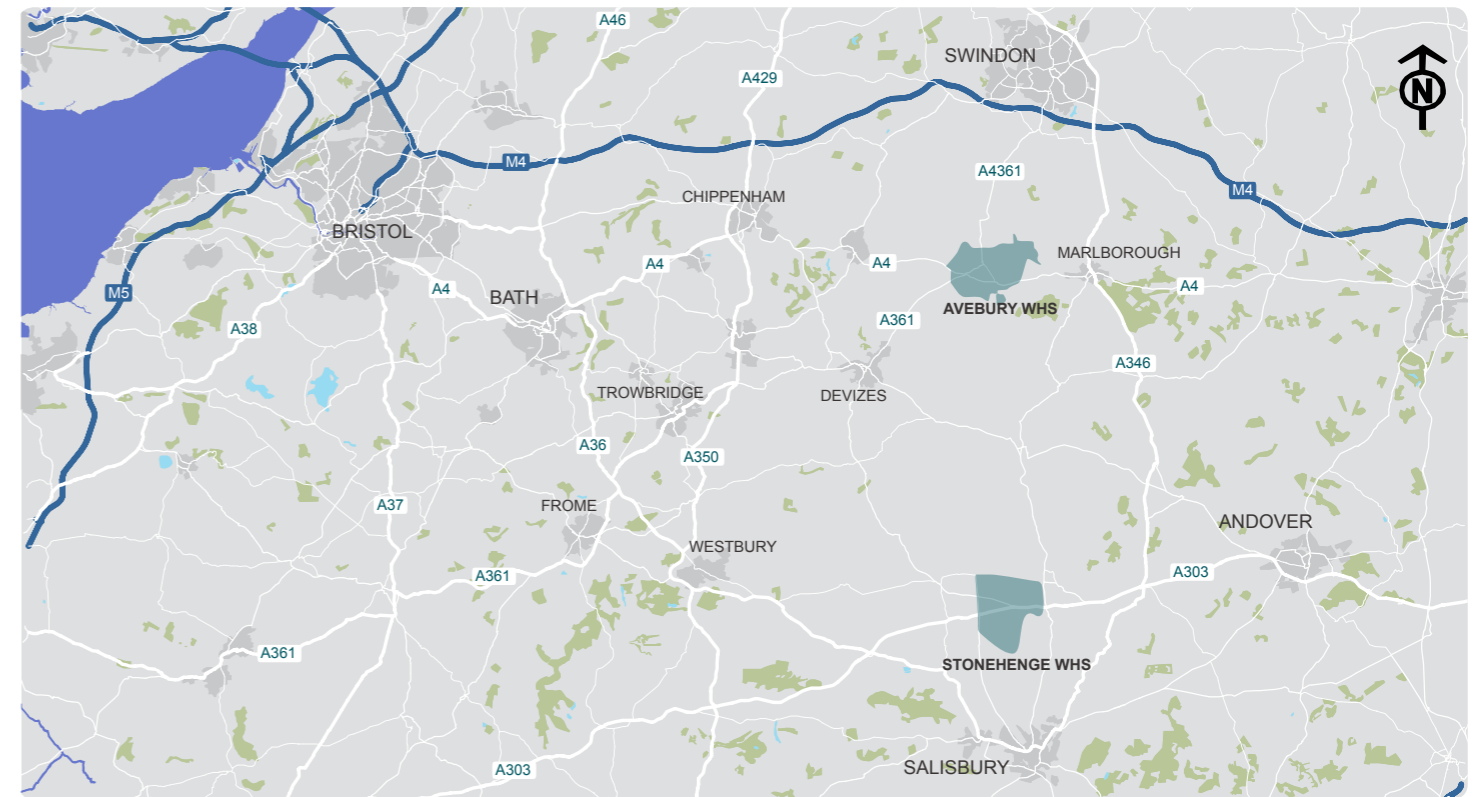 A46
SWINDON
A429
N
M4
A4361
M4
CHIPPENHAM
BRISTOL
MARLBOROUGH
A4
A4
A4
A4
M5
BATH
AVEBURY WHS
A38
A361
A346
TROWBRIDGE
DEVIZES
A36
A350
A37
FROME
ANDOVER
WESTBURY
A361
A303
A361
STONEHENGE WHS
SALISBURY
A303